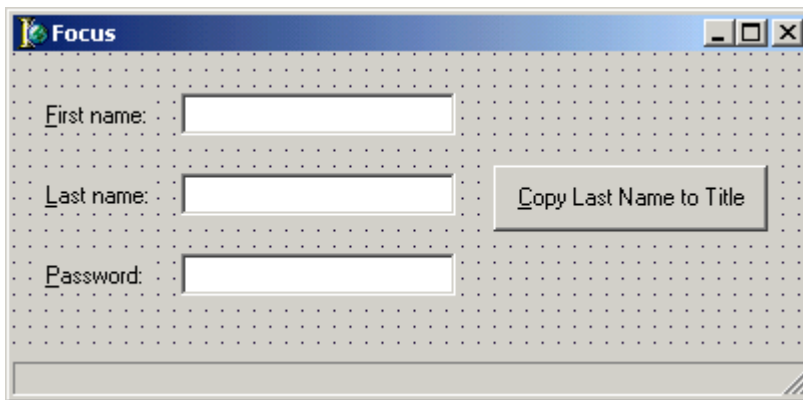 Focus
First name:
Last name:
Copy Last Name to Title
Password: